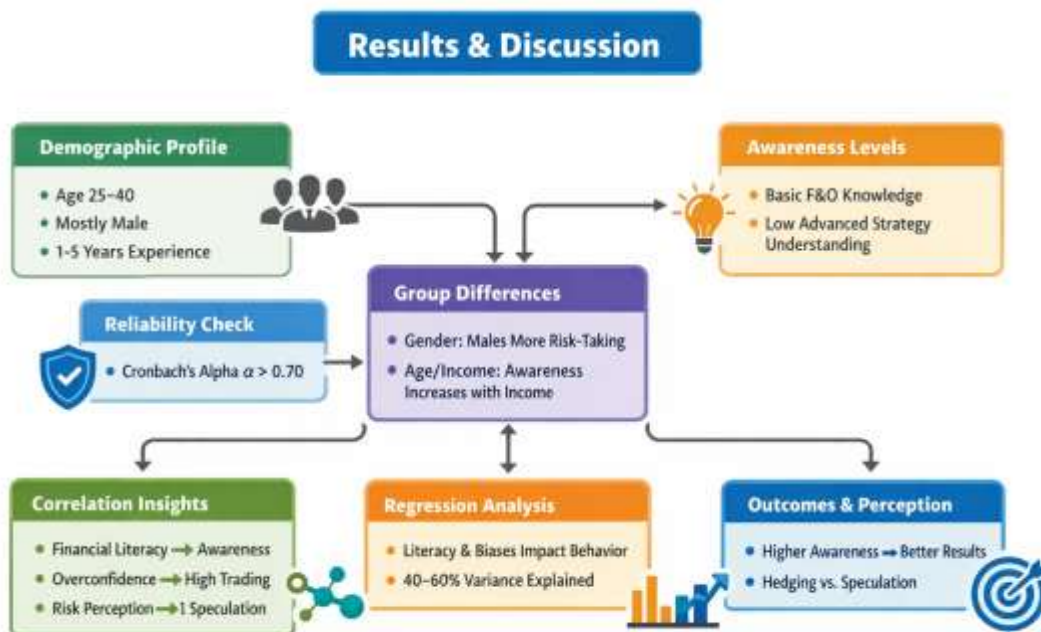 Results & Discussion
Demographic Profile
• Age 25–40
• Mostly Male
• 1-5 Years Experience
Awareness Levels
• Basic F&O Knowledge
• Low Advanced Strategy
Understanding
Reliability Check
• Cronbach's Alpha α > 0.70
Group Differences
• Gender: Males More Risk-Taking
• Age/Income: Awareness
Increases with Income
Correlation Insights
• Financial Literacy → Awareness
• Overconfidence → High Trading
• Risk Perception → 1 Speculation
Regression Analysis
• Literacy & Biases Impact Behavior
• 40–60% Variance Explained
Outcomes & Perception
• Higher Awareness → Better Results
• Hedging vs. Speculation